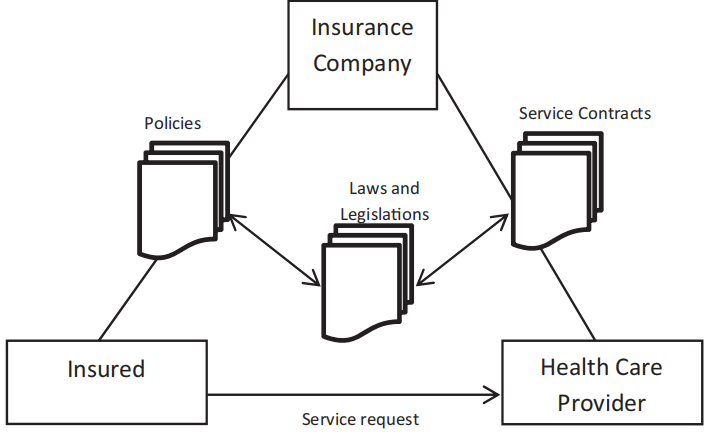 Insurance
Company
Policies
Service Contracts
Laws and
Legislations
Insured
Health Care
Provider
Service request